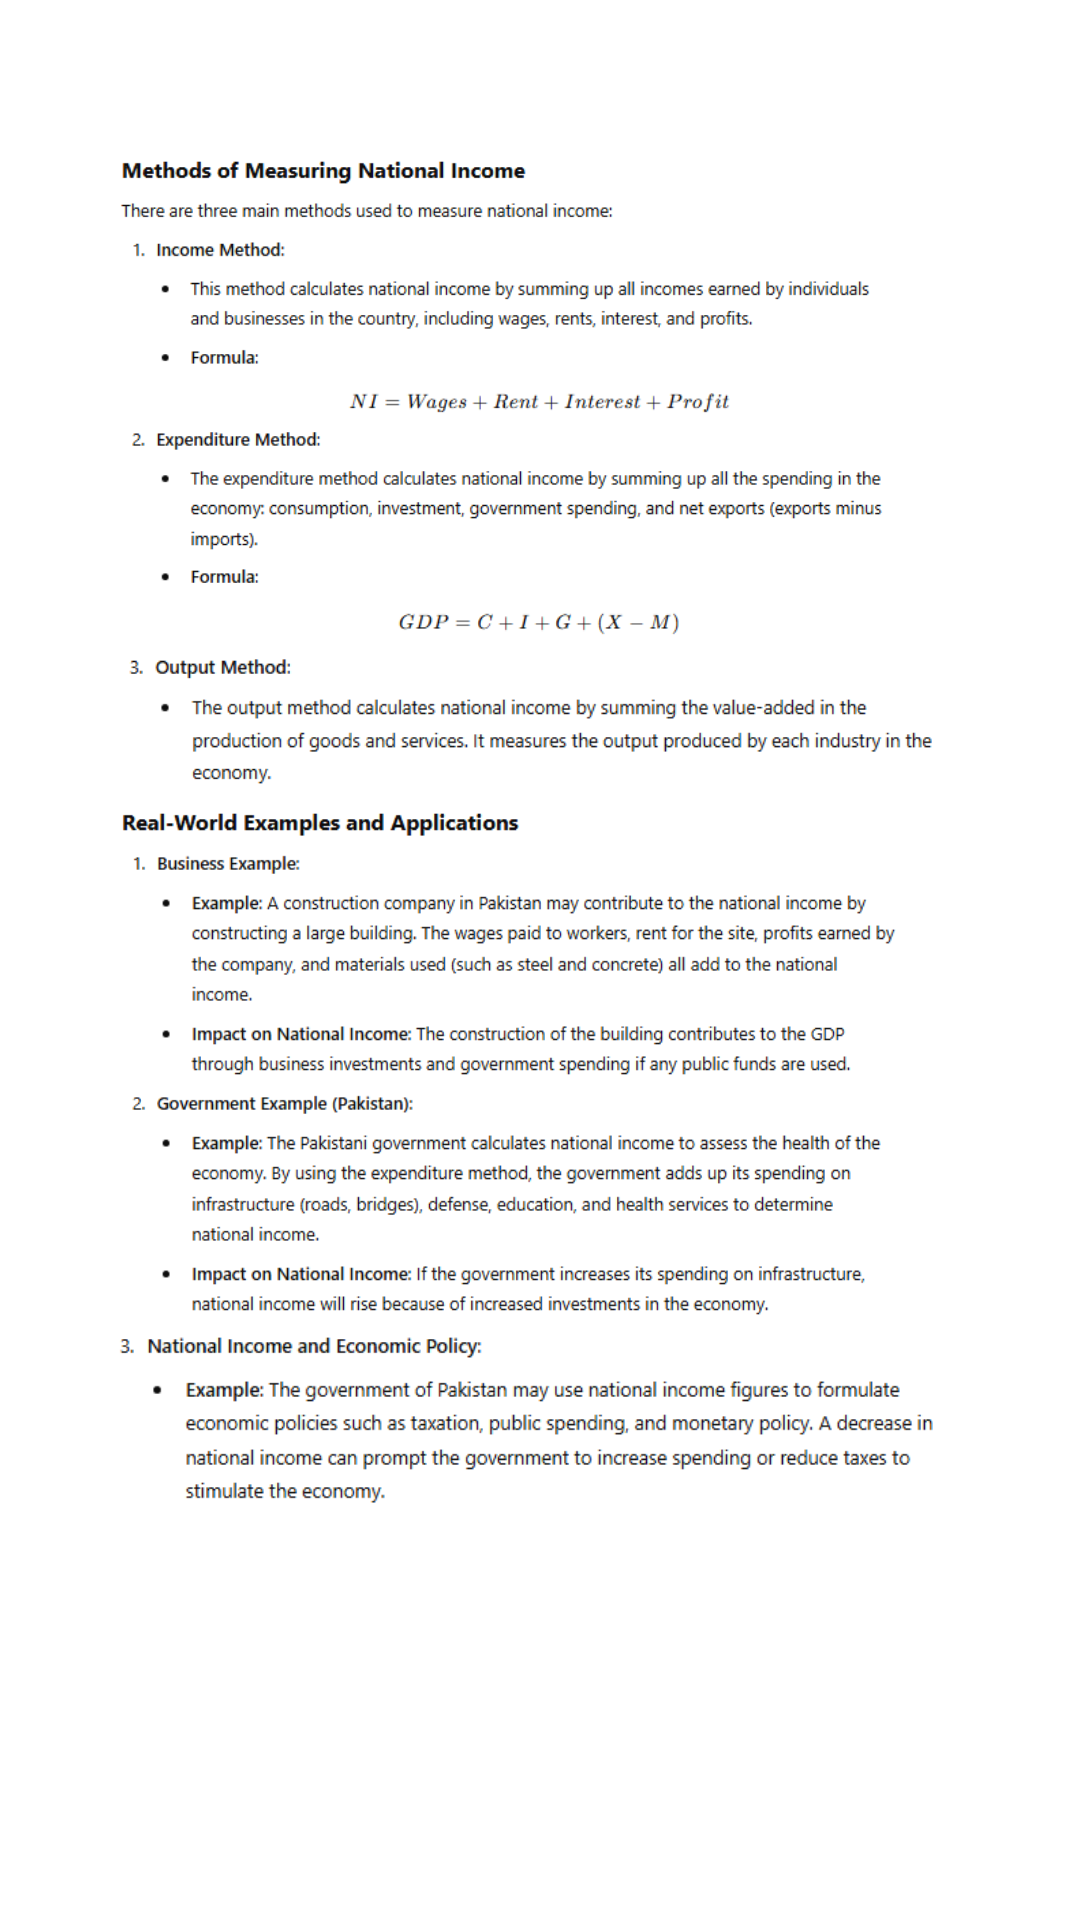 Methods of Measuring National Income
There are three main methods used to measure national income:
1. Income Method:
• This method calculates national income by summing up all incomes earned by individuals
and businesses in the country, including wages, rents, interest, and profits.
• Formula:
NI = Wages + Rent + Interest + Profit
2. Expenditure Method:
• The expenditure method calculates national income by summing up all the spending in the
economy: consumption, investment, government spending, and net exports (exports minus
imports).
• Formula:
GDP = C + I + G + (X − M)
3. Output Method:
• The output method calculates national income by summing the value-added in the
production of goods and services. It measures the output produced by each industry in the
economy.
Real-World Examples and Applications
1. Business Example:
• Example: A construction company in Pakistan may contribute to the national income by
constructing a large building. The wages paid to workers, rent for the site, profits earned by
the company, and materials used (such as steel and concrete) all add to the national
income.
• Impact on National Income: The construction of the building contributes to the GDP
through business investments and government spending if any public funds are used.
2. Government Example (Pakistan):
• Example: The Pakistani government calculates national income to assess the health of the
economy. By using the expenditure method, the government adds up its spending on
infrastructure (roads, bridges), defense, education, and health services to determine
national income.
• Impact on National Income: If the government increases its spending on infrastructure,
national income will rise because of increased investments in the economy.
3. National Income and Economic Policy:
• Example: The government of Pakistan may use national income figures to formulate
economic policies such as taxation, public spending, and monetary policy. A decrease in
national income can prompt the government to increase spending or reduce taxes to
stimulate the economy.